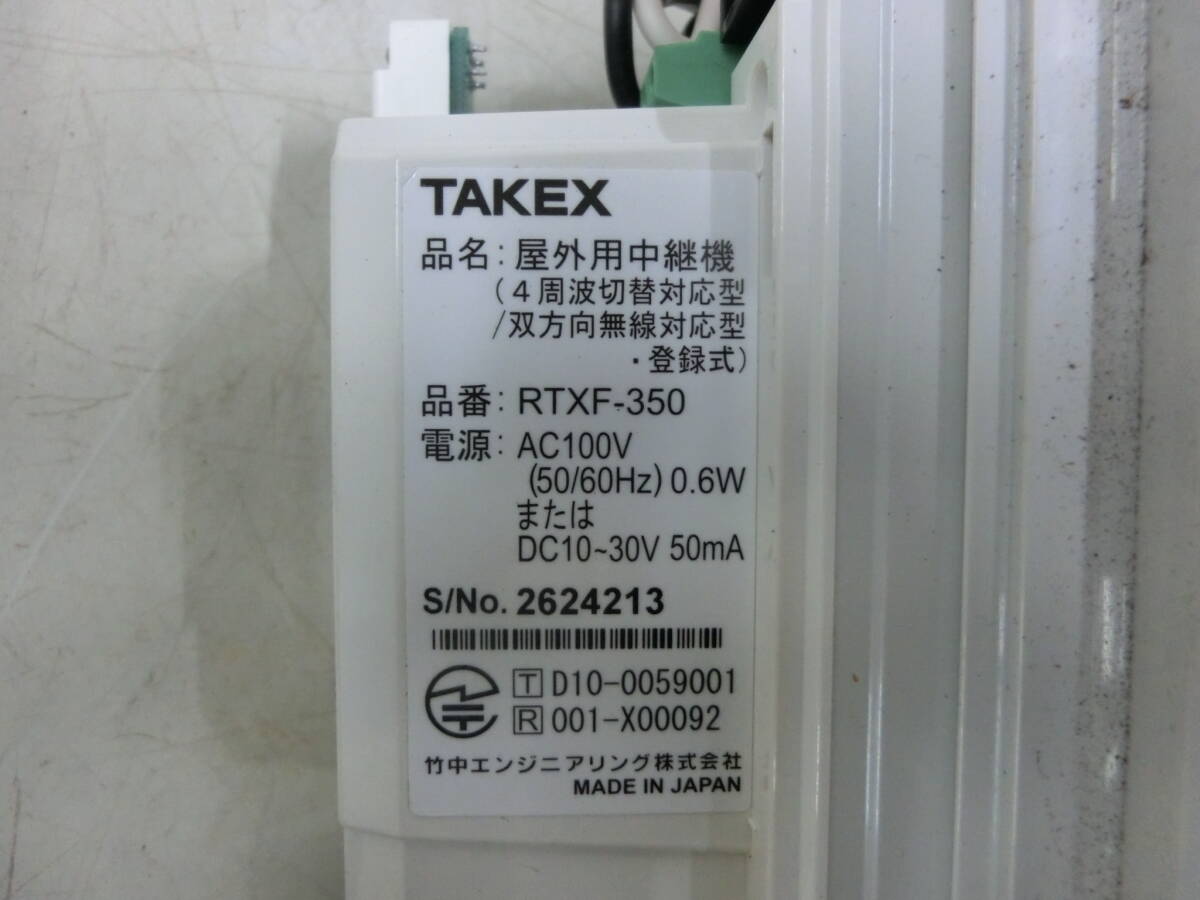 TAKEX
品名: 屋外用中継機
(4周波切替対応型
/双方向無線対応型
・登録式)
品番: RTXF-350
電源: AC100V
(50/60Hz) 0.6W
または
DC10~30V 50mA
S/No. 2624213
T D10-0059001
R 001-X00092
竹中エンジニアリング株式会社
MADE IN JAPAN